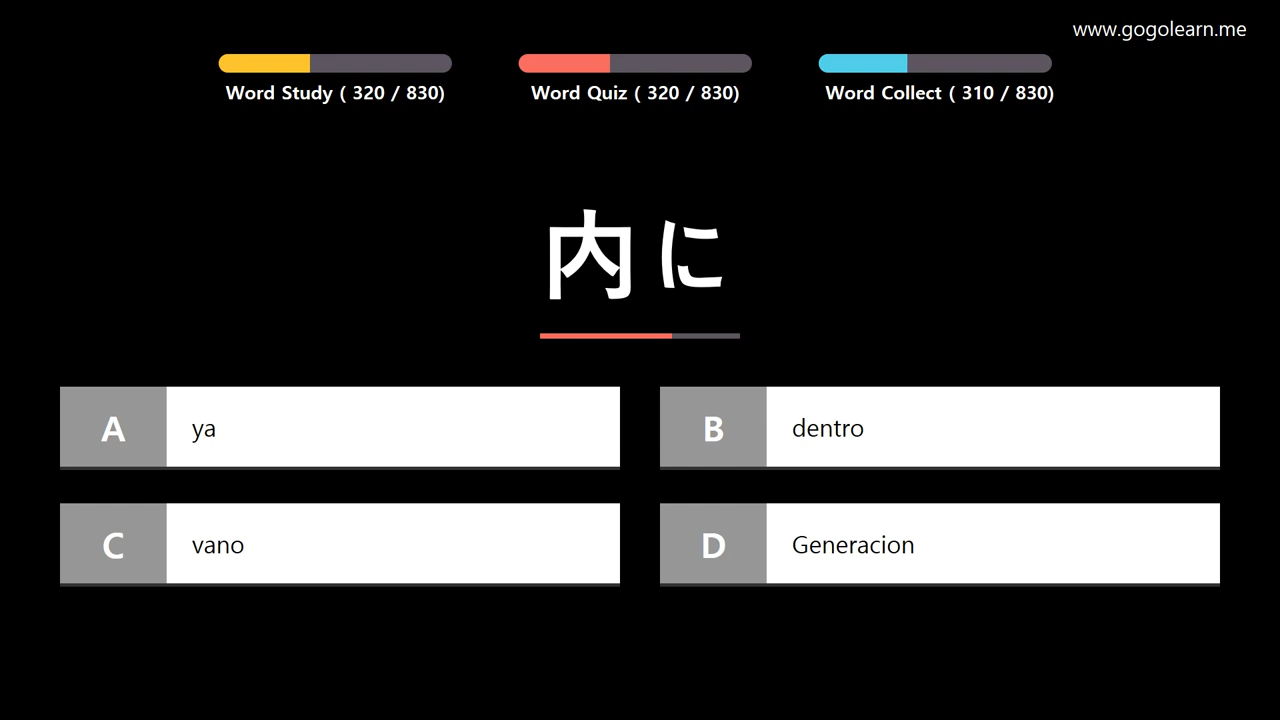 www.gogolearn.me
Word Study ( 320 / 830)
Word Quiz ( 320 / 830)
Word Collect ( 310 / 830)
内に
A ya
B dentro
C vano
D Generacion